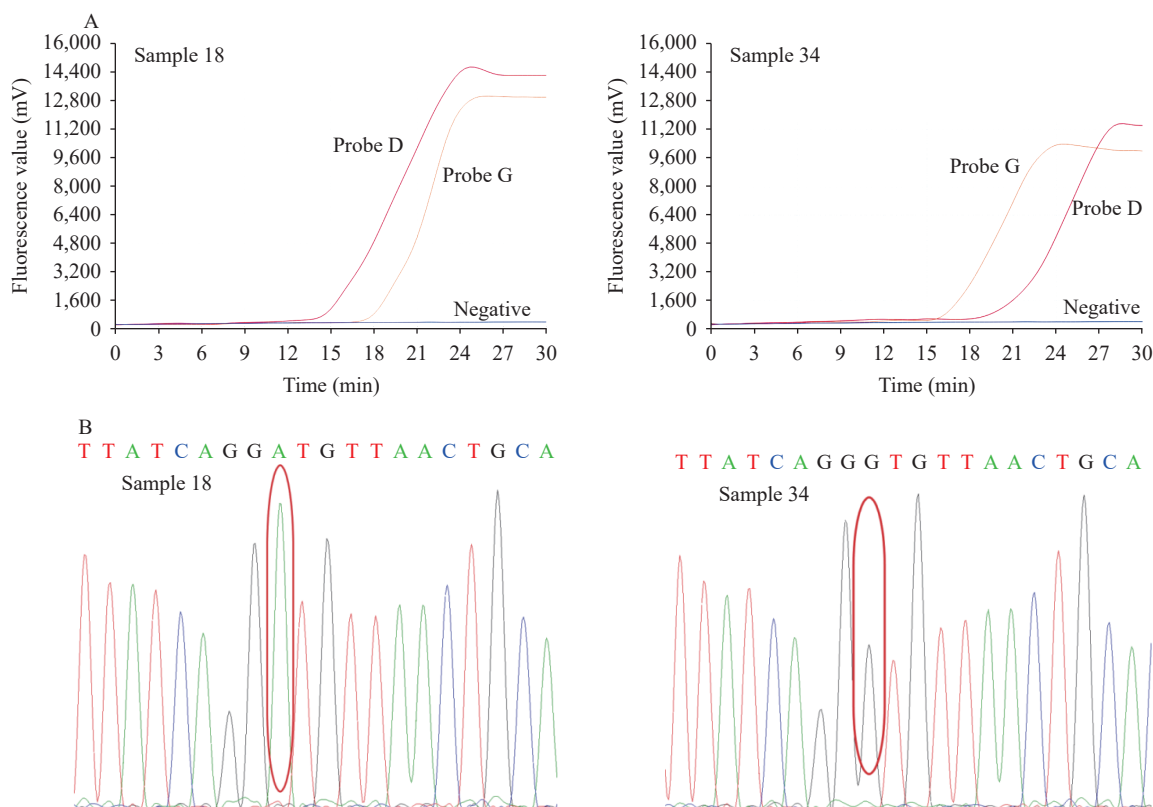 A
Sample 18
Fluorescence value (mV)
16,000
14,400
12,800
11,200
9,600
8,000
6,400
4,800
3,200
1,600
0
Probe D
Probe G
Negative
0 3 6 9 12 15 18 21 24 27 30
Time (min)
Sample 34
Fluorescence value (mV)
16,000
14,400
12,800
11,200
9,600
8,000
6,400
4,800
3,200
1,600
0
Probe G
Probe D
Negative
0 3 6 9 12 15 18 21 24 27 30
Time (min)
B
T T A T C A G G A T G T T A A C T G C A
Sample 18
T T A T C A G G G T G T T A A C T G C A
Sample 34